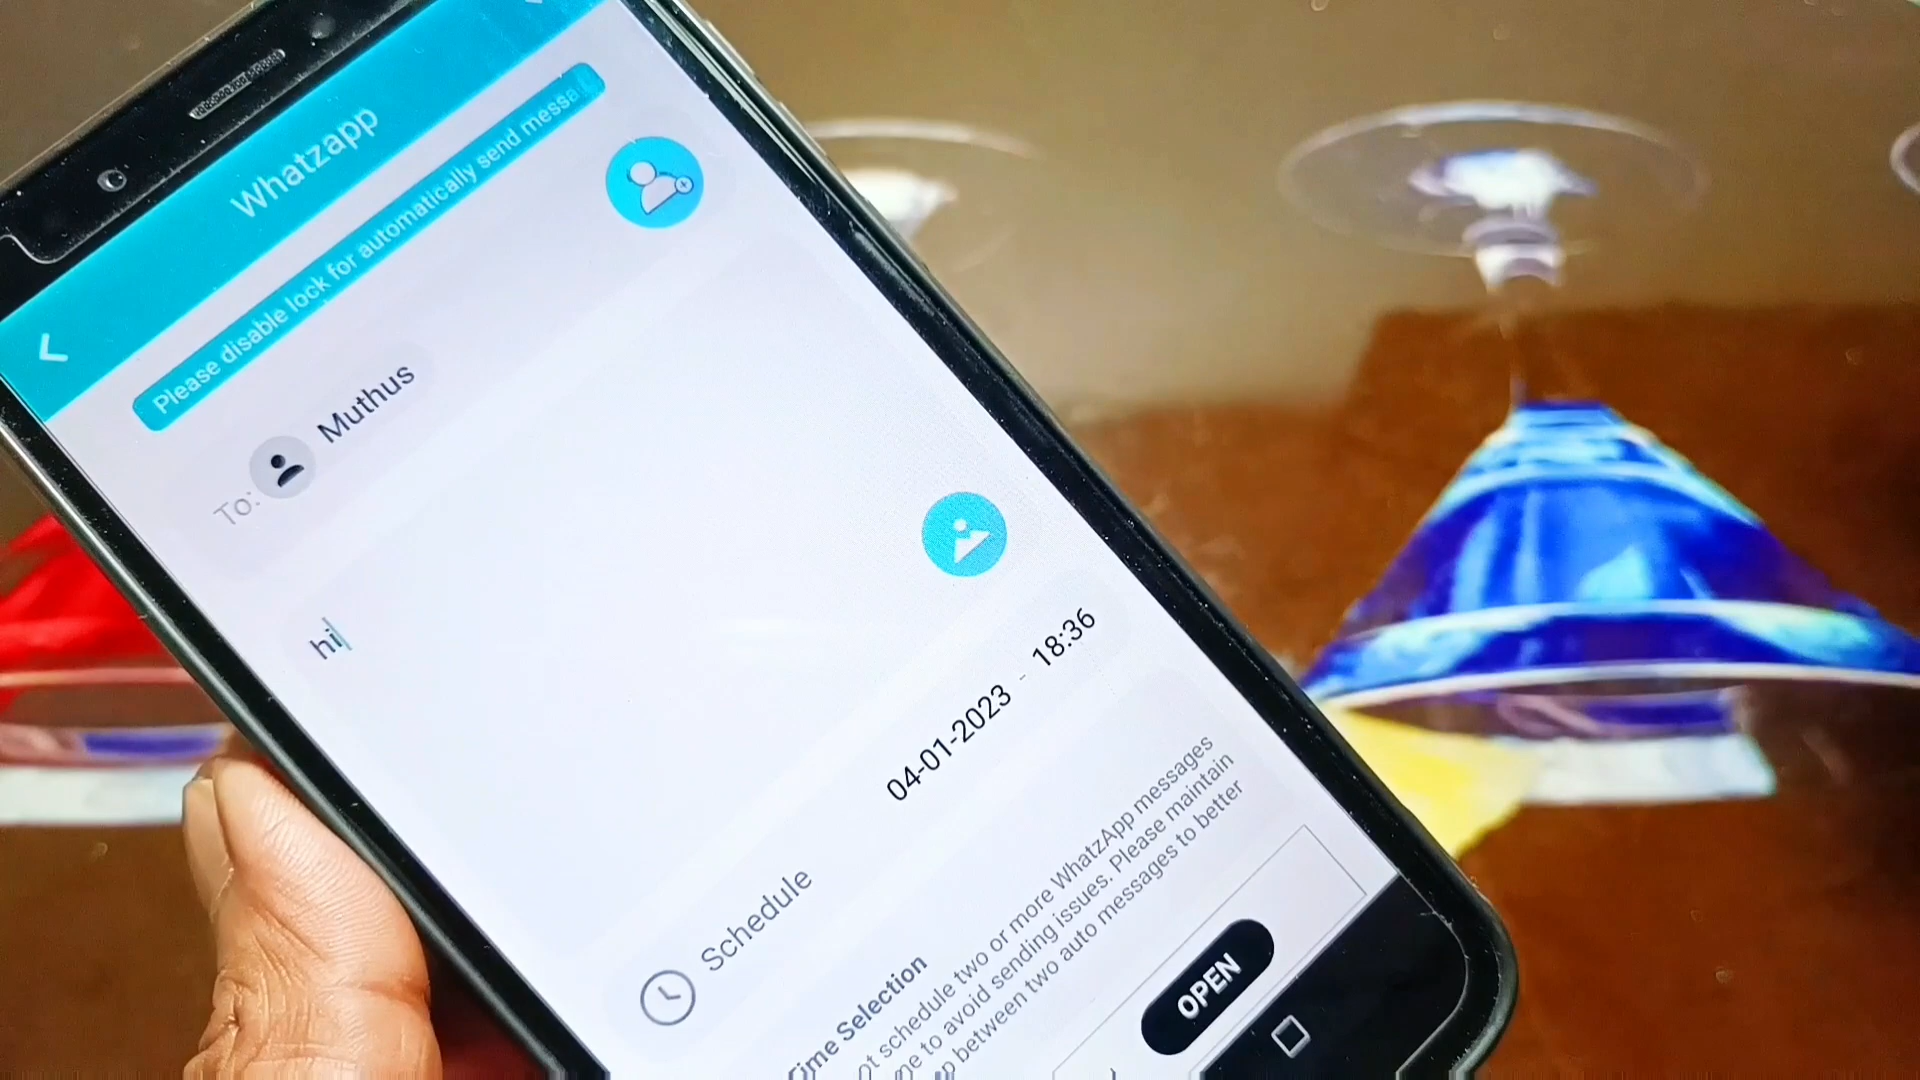 Whatzapp
Please disable lock for automatically send messa
To: Muthus
hi
04-01-2023 - 18:36
Schedule
Time Selection
schedule two or more WhatzApp messages
to avoid sending issues. Please maintain
between two auto messages to better
OPEN